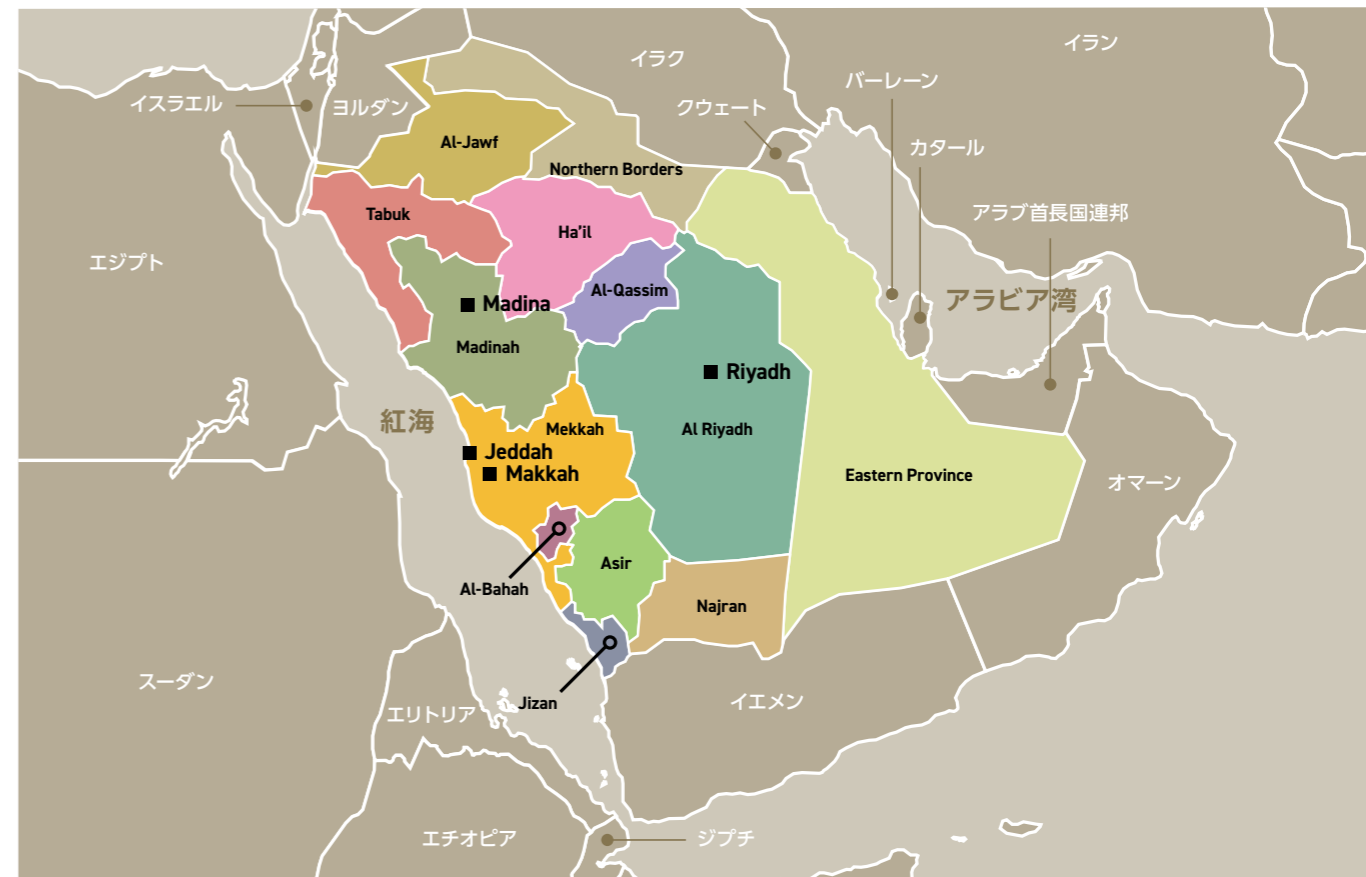 イラン
イラク
バーレーン
イスラエル
ヨルダン
クウェート
カタール
Al-Jawf
Northern Borders
アラブ首長国連邦
Tabuk
Ha'il
エジプト
Al-Qassim
Madina
アラビア湾
Madinah
Riyadh
紅海
Mekkah
Al Riyadh
Jeddah
Makkah
Eastern Province
オマーン
Asir
Al-Bahah
Najran
スーダン
Jizan
イエメン
エリトリア
エチオピア
ジプチ